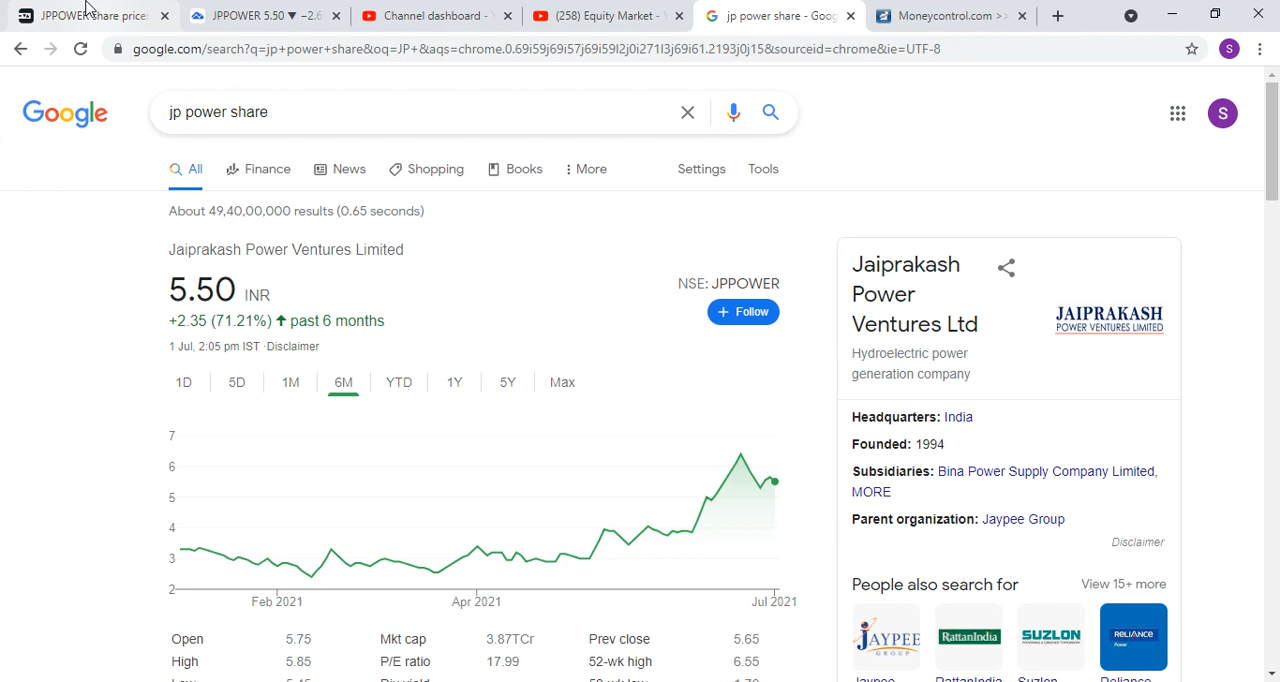 JPPOWER share price:
JPPOWER 5.50 ▼ −2.6
Channel dashboard -
(258) Equity Market -
jp power share - Goog
Moneycontrol.com >
google.com/search?q=jp+power+share&oq=JP+&aqs=chrome.0.69i59j69i57j69i59l2j0i271l3j69i61.2193j0j15&sourceid=chrome&ie=UTF-8
S
Google
jp power share
S
All
Finance
News
Shopping
Books
More
Settings
Tools
About 49,40,00,000 results (0.65 seconds)
Jaiprakash Power Ventures Limited
5.50 INR
NSE: JPPOWER
+2.35 (71.21%) ↑ past 6 months
+ Follow
1 Jul, 2:05 pm IST · Disclaimer
1D 5D 1M 6M YTD 1Y 5Y Max
7
6
5
4
3
2
Feb 2021 Apr 2021 Jul 2021
Open 5.75 Mkt cap 3.87TCr Prev close 5.65
High 5.85 P/E ratio 17.99 52-wk high 6.55
Jaiprakash
Power
Ventures Ltd
JAIPRAKASH
POWER VENTURES LIMITED
Hydroelectric power
generation company
Headquarters: India
Founded: 1994
Subsidiaries: Bina Power Supply Company Limited,
MORE
Parent organization: Jaypee Group
Disclaimer
People also search for View 15+ more
JAYPEE
GROUP
RattanIndia
SUZLON
RELIANCE
Power
Jaypee RattanIndia Suzlon Reliance